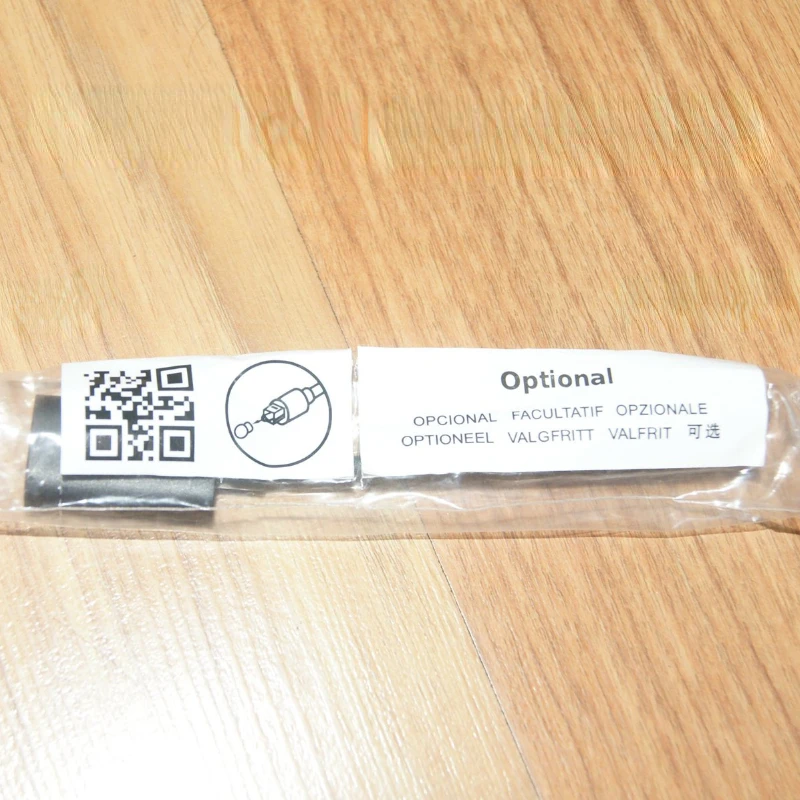 Optional
OPCIONAL FACULTATIF OPZIONALE
OPTIONEEL VALGFRITT VALFRIT 可选